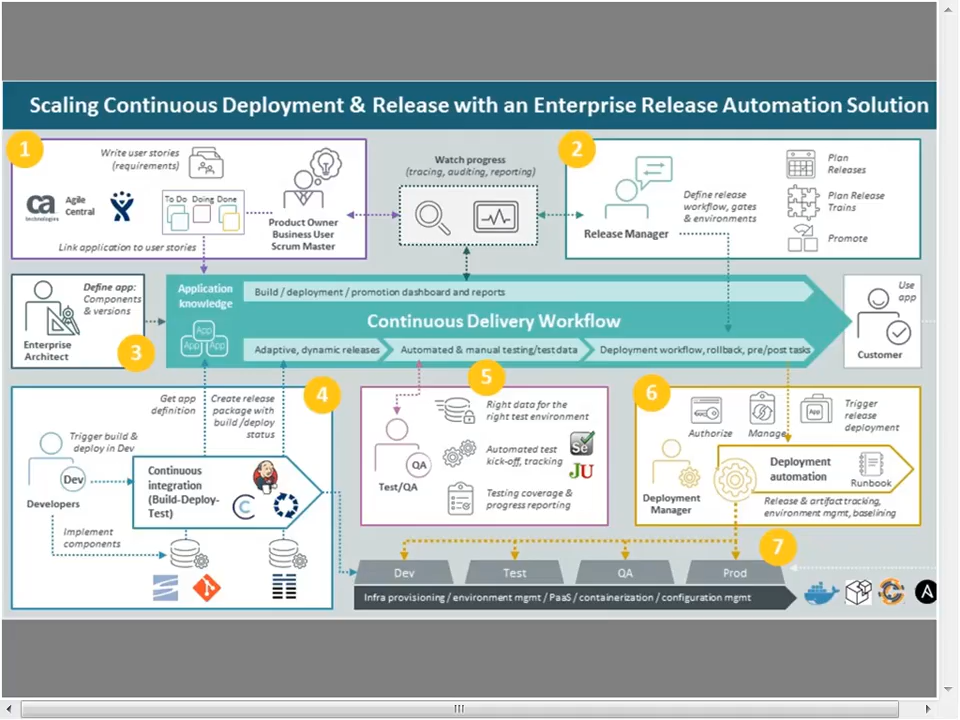 Scaling Continuous Deployment & Release with an Enterprise Release Automation Solution
1
Write user stories
(requirements)
ca
technologies
Agile
Central
To Do Doing Done
Product Owner
Business User
Scrum Master
Link application to user stories
Watch progress
(tracing, auditing, reporting)
2
Release Manager
Define release
workflow, gates
& environments
Plan
Releases
Plan Release
Trains
Promote
Define app:
Components
& versions
Enterprise
Architect
3
Application
knowledge
App
App
App
Build / deployment / promotion dashboard and reports
Continuous Delivery Workflow
Adaptive, dynamic releases
Automated & manual testing/test data
Deployment workflow, rollback, pre/post tasks
Use
app
Customer
4
Get app
definition
Create release
package with
build /deploy
status
Trigger build &
deploy in Dev
Dev
Developers
Continuous
integration
(Build-Deploy-
Test)
C
Implement
components
5
QA
Test/QA
Right data for the
right test environment
Automated test
kick-off, tracking
Se
JU
Testing coverage &
progress reporting
6
Authorize
Manage
App
Trigger
release
deployment
Deployment
Manager
Deployment
automation
Runbook
Release & artifact tracking,
environment mgmt, baselining
7
Dev
Test
QA
Prod
Infra provisioning / environment mgmt / PaaS / containerization / configuration mgmt
A